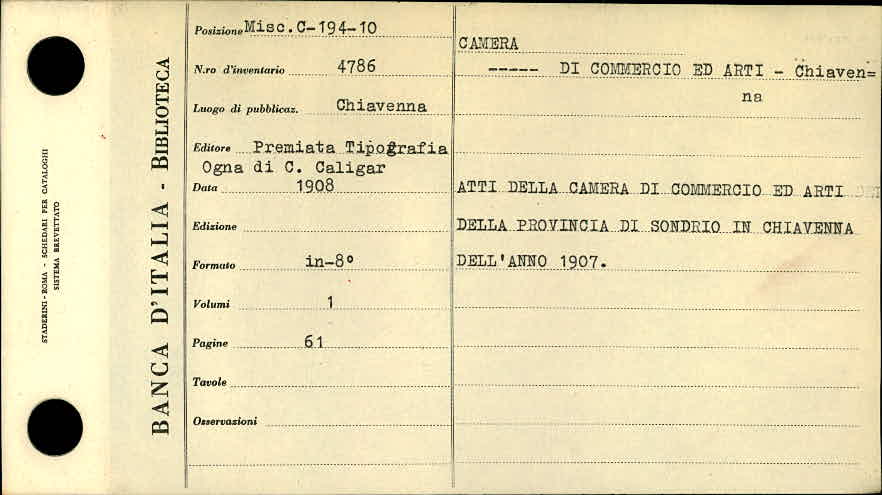 STADERINI-ROMA - SCHEDARI PER CATALOGHI
SISTEMA BREVETTATO
BANCA D'ITALIA - BIBLIOTECA
Posizione Misc.C-194-10
N.ro d'inventario 4786
Luogo di pubblicaz. Chiavenna
Editore Premiata Tipografia
Ogna di C. Caligar
Data 1908
Edizione
Formato in-8°
Volumi 1
Pagine 61
Tavole
Osservazioni
CAMERA
----- DI COMMERCIO ED ARTI - Chiaven=
na
ATTI DELLA CAMERA DI COMMERCIO ED ARTI
DELLA PROVINCIA DI SONDRIO IN CHIAVENNA
DELL'ANNO 1907.